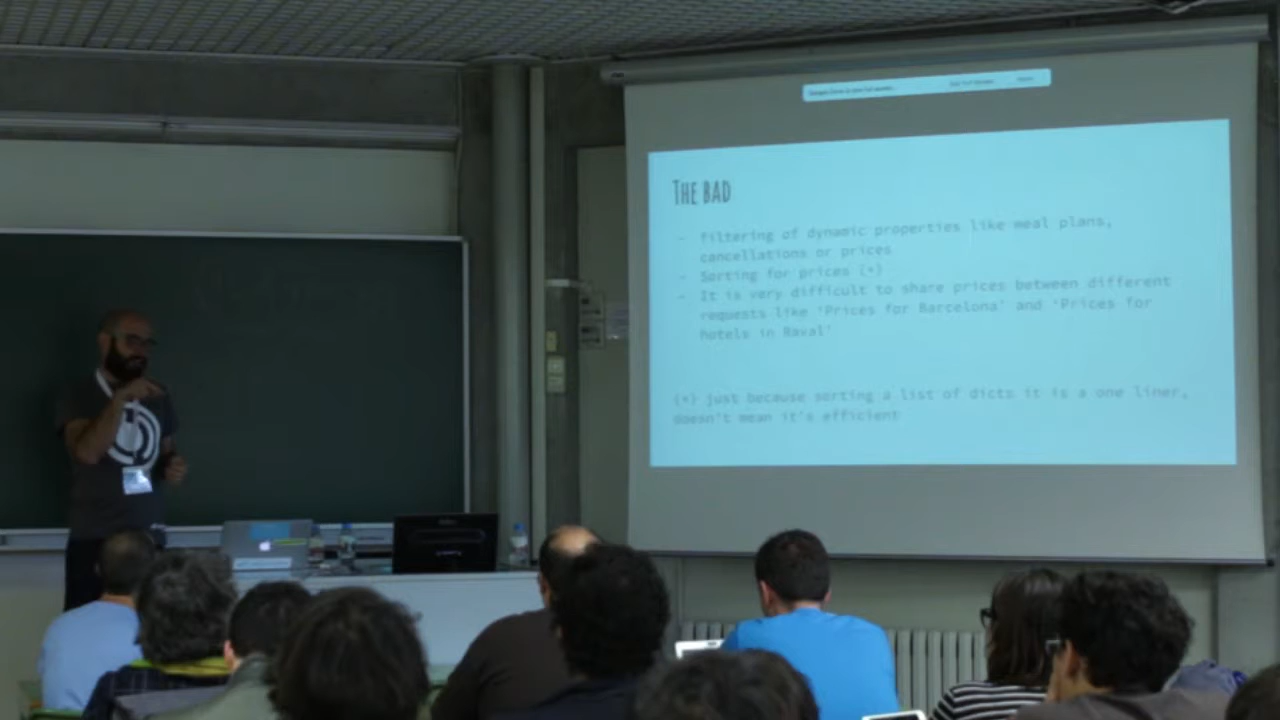 The bad
- filtering of dynamic properties like meal plans,
cancellations or prices
- Sorting for prices (*)
- It is very difficult to share prices between different
requests like 'Prices for Barcelona' and 'Prices for
hotels in Raval'
(*) just because sorting a list of dicts it is a one liner,
doesn't mean it's efficient